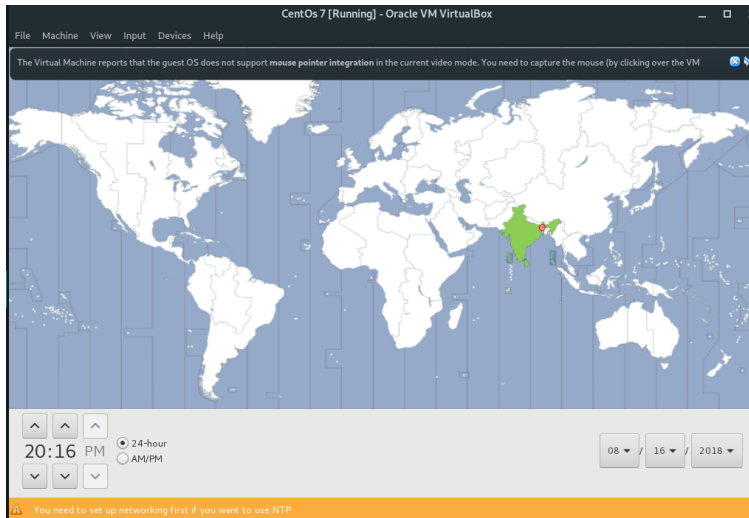 CentOs 7 [Running] - Oracle VM VirtualBox
File Machine View Input Devices Help
The Virtual Machine reports that the guest OS does not support mouse pointer integration in the current video mode. You need to capture the mouse (by clicking over the VM
20:16 PM
24-hour
AM/PM
08 / 16 / 2018
You need to set up networking first if you want to use NTP